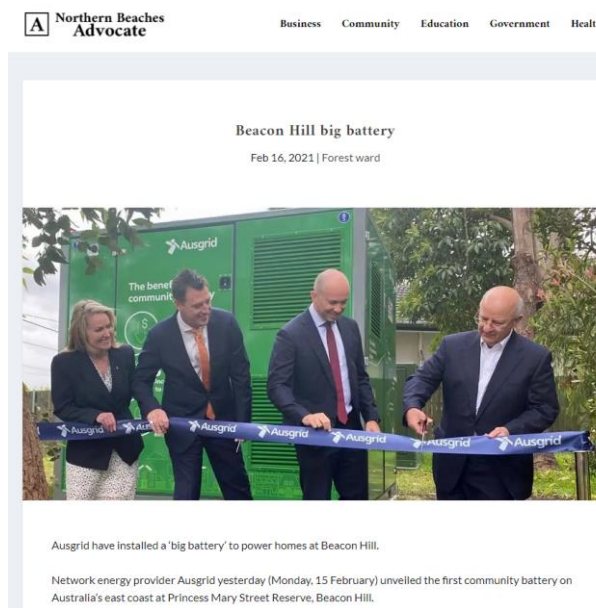 A
Northern Beaches
Advocate
Business Community Education Government Healt
Beacon Hill big battery
Feb 16, 2021 | Forest ward
Ausgrid
The benef
communit
$
Ausgrid Aus Ausgrid Ausgrid Ausgrid Ausgrid Ausgrid
Ausgrid have installed a ‘big battery’ to power homes at Beacon Hill.
Network energy provider Ausgrid yesterday (Monday, 15 February) unveiled the first community battery on
Australia’s east coast at Princess Mary Street Reserve, Beacon Hill.